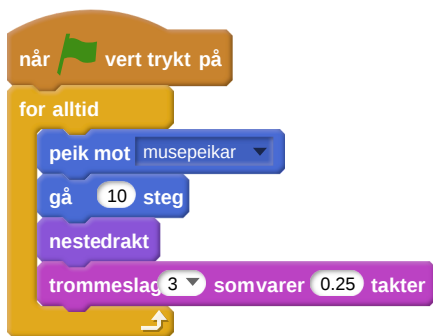 når vert trykt på
for alltid
peik mot musepeikar
gå 10 steg
nestedrakt
trommeslag 3 somvarer 0.25 takter